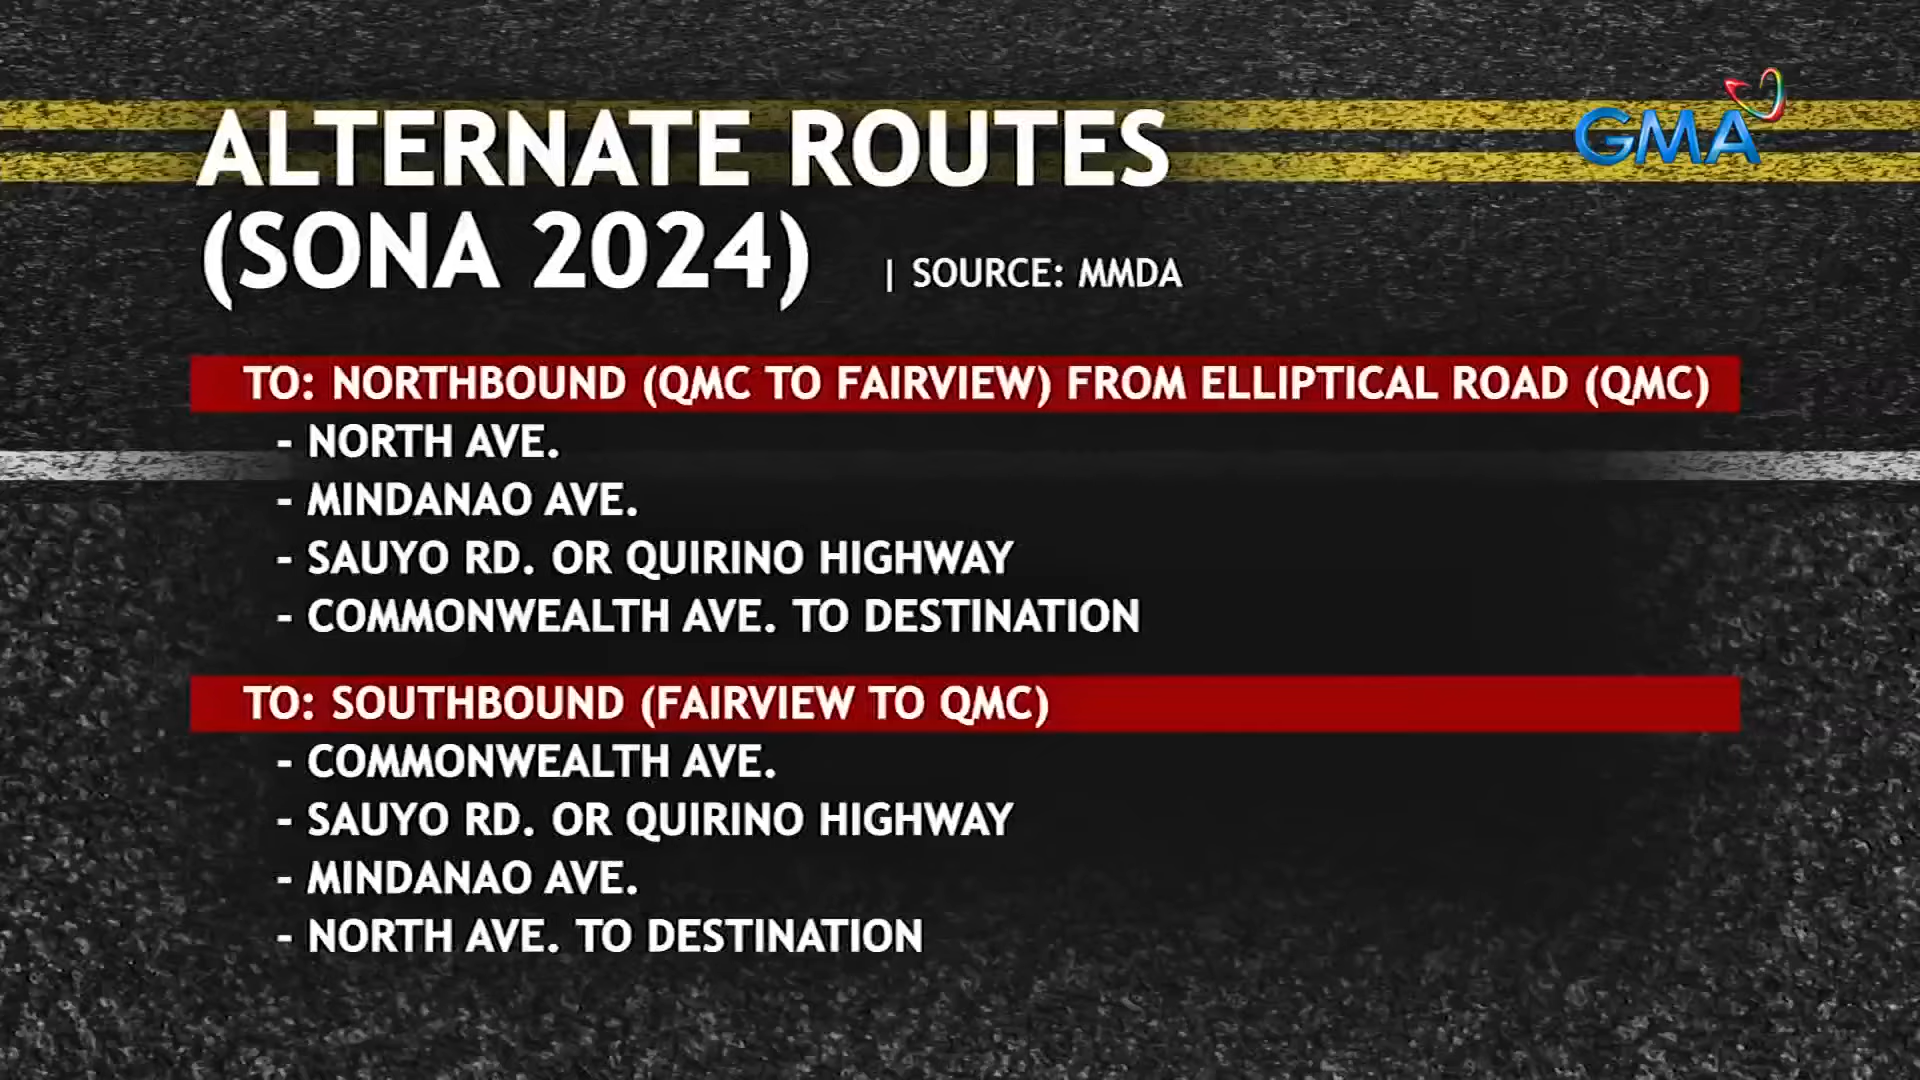 ALTERNATE ROUTES
(SONA 2024) | SOURCE: MMDA
GMA
TO: NORTHBOUND (QMC TO FAIRVIEW) FROM ELLIPTICAL ROAD (QMC)
- NORTH AVE.
- MINDANAO AVE.
- SAUYO RD. OR QUIRINO HIGHWAY
- COMMONWEALTH AVE. TO DESTINATION
TO: SOUTHBOUND (FAIRVIEW TO QMC)
- COMMONWEALTH AVE.
- SAUYO RD. OR QUIRINO HIGHWAY
- MINDANAO AVE.
- NORTH AVE. TO DESTINATION